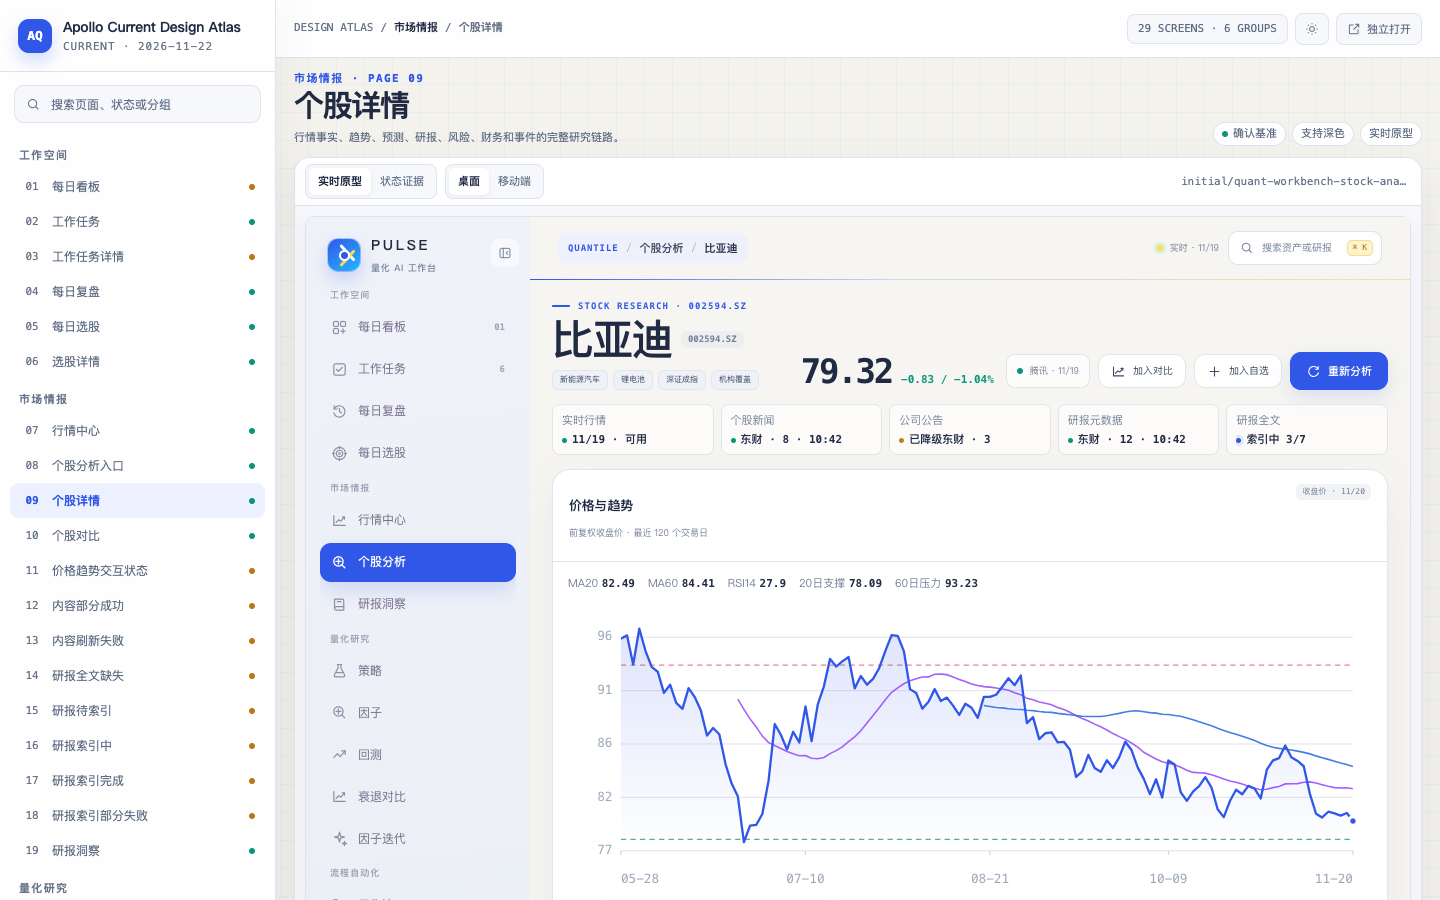 AQ
Apollo Current Design Atlas
CURRENT · 2026-11-22
搜索页面、状态或分组
工作空间
01 每日看板
02 工作任务
03 工作任务详情
04 每日复盘
05 每日选股
06 选股详情
市场情报
07 行情中心
08 个股分析入口
09 个股详情
10 个股对比
11 价格趋势交互状态
12 内容部分成功
13 内容刷新失败
14 研报全文缺失
15 研报待索引
16 研报索引中
17 研报索引完成
18 研报索引部分失败
19 研报洞察
量化研究
DESIGN ATLAS / 市场情报 / 个股详情
29 SCREENS · 6 GROUPS
独立打开
市场情报 · PAGE 09
个股详情
行情事实、趋势、预测、研报、风险、财务和事件的完整研究链路。
确认基准
支持深色
实时原型
实时原型 状态证据
桌面 移动端
initial/quant-workbench-stock-ana…
PULSE
量化 AI 工作台
工作空间
每日看板 01
工作任务 6
每日复盘
每日选股
市场情报
行情中心
个股分析
研报洞察
量化研究
策略
因子
回测
衰退对比
因子迭代
流程自动化
QUANTILE / 个股分析 / 比亚迪
实时 · 11/19
搜索资产或研报 ⌘ K
STOCK RESEARCH · 002594.SZ
比亚迪 002594.SZ
新能源汽车 锂电池 深证成指 机构覆盖
79.32 −0.83 / −1.04%
腾讯 · 11/19
加入对比
加入自选
重新分析
实时行情
11/19 · 可用
个股新闻
东财 · 8 · 10:42
公司公告
已降级东财 · 3
研报元数据
东财 · 12 · 10:42
研报全文
索引中 3/7
价格与趋势
收盘价 · 11/20
前复权收盘价 · 最近 120 个交易日
MA20 82.49 MA60 84.41 RSI14 27.9 20日支撑 78.09 60日压力 93.23
96
91
86
82
77
05-28 07-10 08-21 10-09 11-20